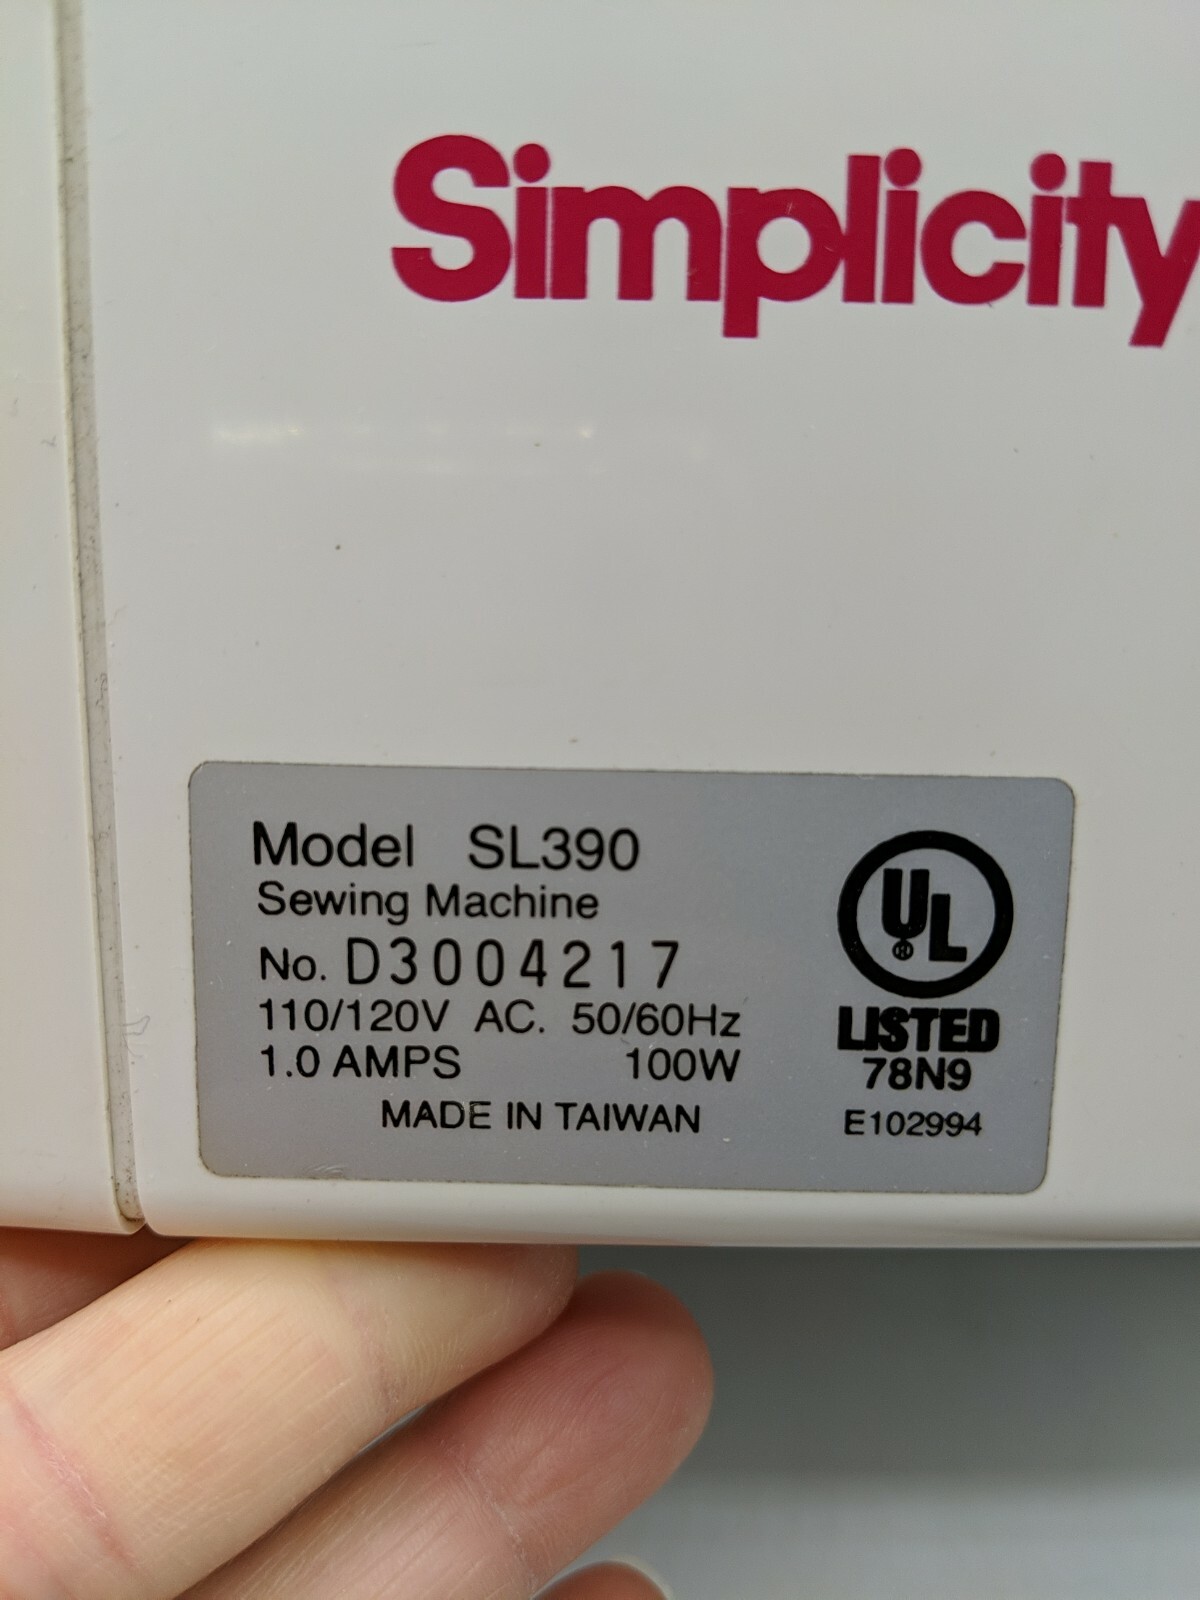 Simplicity
Model SL390
Sewing Machine
No. D3004217
110/120V AC. 50/60Hz
1.0 AMPS 100W
MADE IN TAIWAN
UL
®
LISTED
78N9
E102994